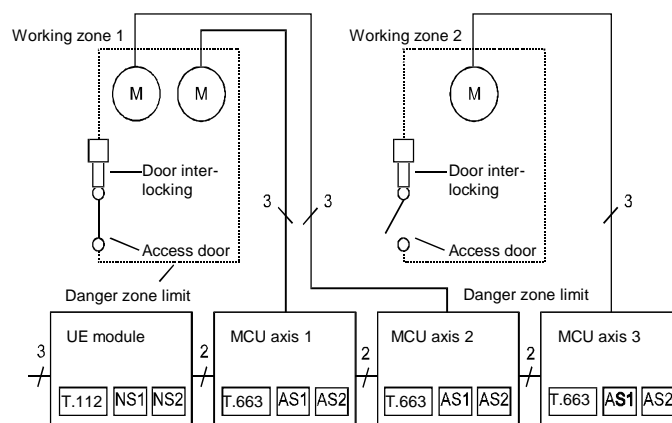 Working zone 1
Working zone 2
M
M
M
Door inter-
locking
Door inter-
locking
3
3
3
Access door
Access door
Danger zone limit
Danger zone limit
3
UE module
2
MCU axis 1
2
MCU axis 2
2
MCU axis 3
T.112
NS1
NS2
T.663
AS1
AS2
T.663
AS1
AS2
T.663
AS1
AS2